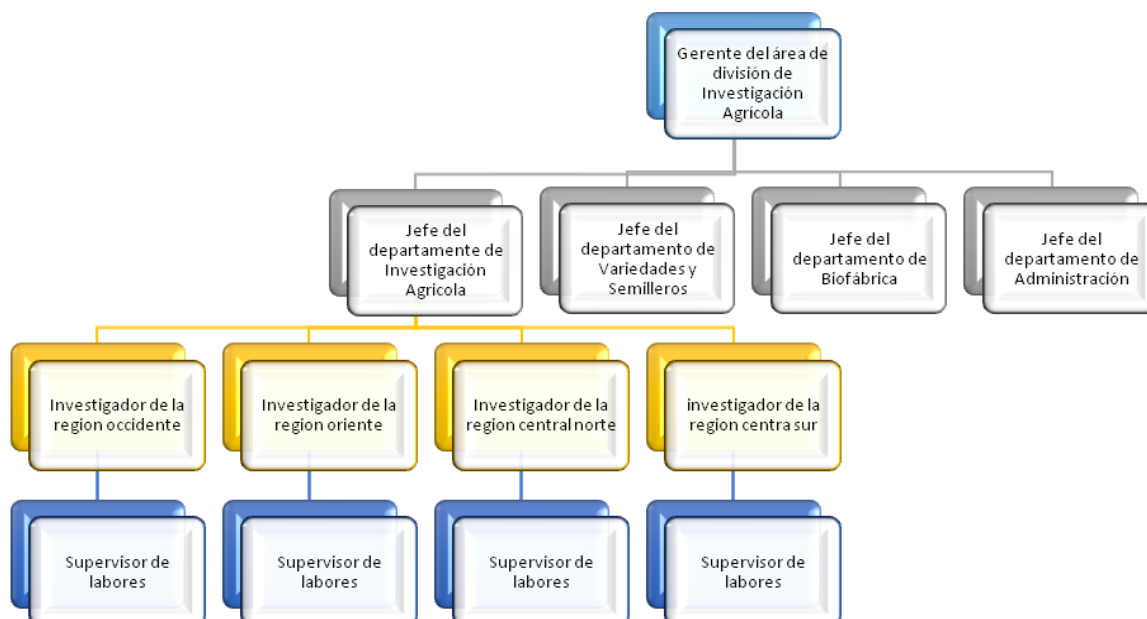 Gerente del área de
división de
Investigación
Agrícola
Jefe del
departamente de
Investigación
Agricola
Jefe del
departamento de
Variedades y
Semilleros
Jefe del
departamento de
Biofábrica
Jefe del
departamento de
Administración
Investigador de la
region occidente
Investigador de la
region oriente
Investigador de la
region central norte
investigador de la
region centra sur
Supervisor de
labores
Supervisor de
labores
Supervisor de
labores
Supervisor de
labores